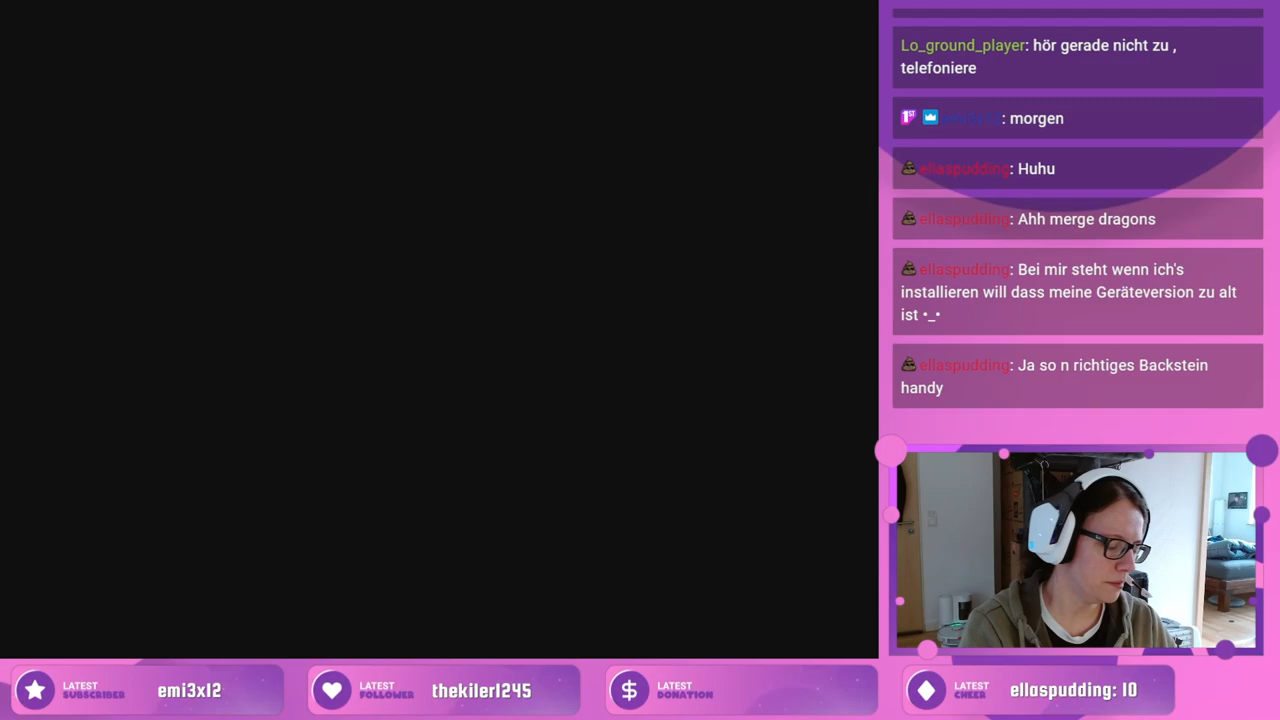 Lo_ground_player: hör gerade nicht zu ,
telefoniere
: morgen
ellaspudding: Huhu
ellaspudding: Ahh merge dragons
ellaspudding: Bei mir steht wenn ich's
installieren will dass meine Geräteversion zu alt
ist •_•
ellaspudding: Ja so n richtiges Backstein
handy
LATEST
SUBSCRIBER
emi3x12
LATEST
FOLLOWER
thekiler1245
LATEST
DONATION
LATEST
CHEER
ellaspudding: 10